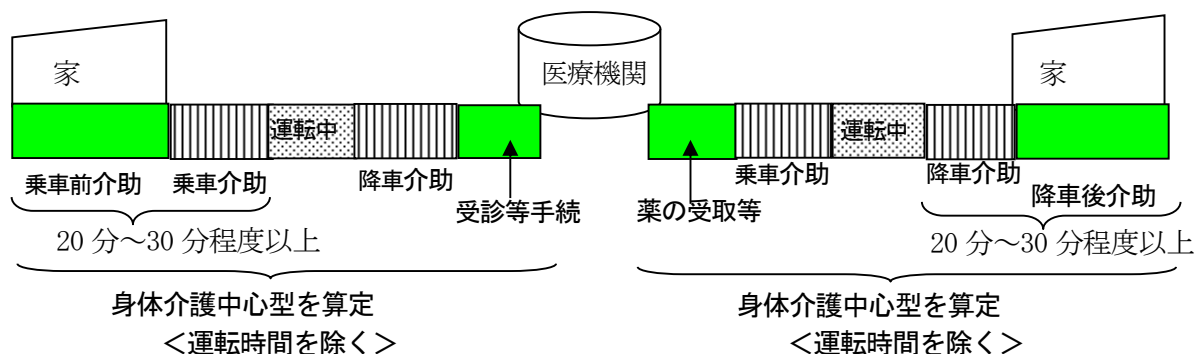 家
医療機関
家
運転中
運転中
乗車前介助
乗車介助
降車介助
受診等手続
薬の受取等
乗車介助
降車介助
降車後介助
20 分～30 分程度以上
20 分～30 分程度以上
身体介護中心型を算定
＜運転時間を除く＞
身体介護中心型を算定
＜運転時間を除く＞